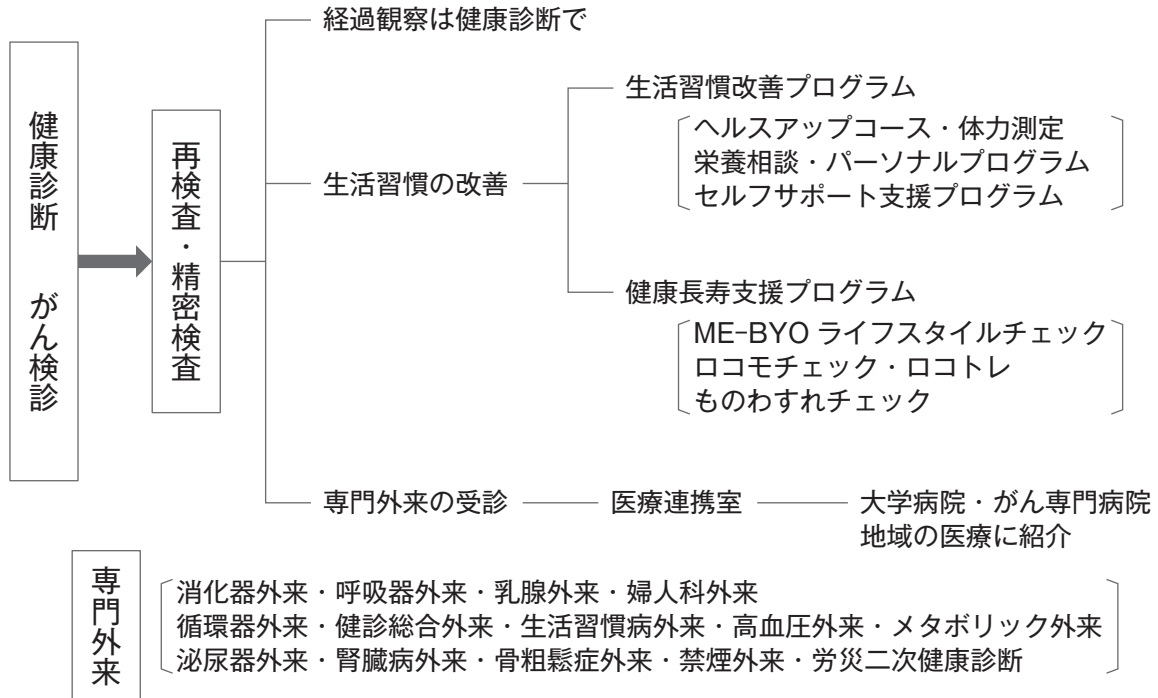 健康診断 がん検診
再検査・精密検査
経過観察は健康診断で
生活習慣の改善
生活習慣改善プログラム
ヘルスアップコース・体力測定
栄養相談・パーソナルプログラム
セルフサポート支援プログラム
健康長寿支援プログラム
ME-BYO ライフスタイルチェック
ロコモチェック・ロコトレ
ものわすれチェック
専門外来の受診
医療連携室
大学病院・がん専門病院
地域の医療に紹介
専門外来
消化器外来・呼吸器外来・乳腺外来・婦人科外来
循環器外来・健診総合外来・生活習慣病外来・高血圧外来・メタボリック外来
泌尿器外来・腎臓病外来・骨粗鬆症外来・禁煙外来・労災二次健康診断